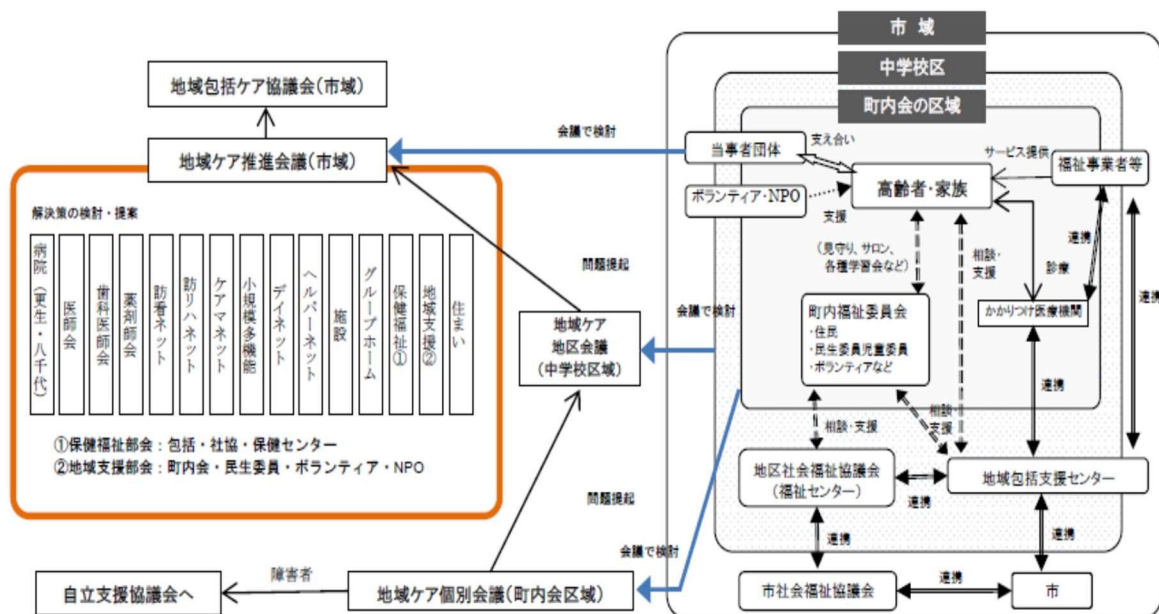 地域包括ケア協議会(市域)
地域ケア推進会議(市域)
解決策の検討・提案
病院(更生・八千代)
医師会
歯科医師会
薬剤師会
訪看ネット
訪リハネット
ケアマネット
小規模多機能
デイネット
ヘルパーネット
施設
グループホーム
保健福祉①
地域支援②
住まい
①保健福祉部会：包括・社協・保健センター
②地域支援部会：町内会・民生委員・ボランティア・NPO
自立支援協議会へ
障害者
地域ケア個別会議(町内会区域)
問題提起
地域ケア
地区会議
(中学校区域)
問題提起
会議で検討
会議で検討
会議で検討
市 域
中学校区
町内会の区域
当事者団体
支え合い
ボランティア・NPO
支援
高齢者・家族
サービス提供
福祉事業者等
(見守り、サロン、
各種学習会など)
相談・
支援
診療
連携
連携
かかりつけ医療機関
町内福祉委員会
・住民
・民生委員児童委員
・ボランティアなど
相談・支援
相談・
支援
連携
地区社会福祉協議会
(福祉センター)
連携
地域包括支援センター
連携
連携
市社会福祉協議会
連携
市